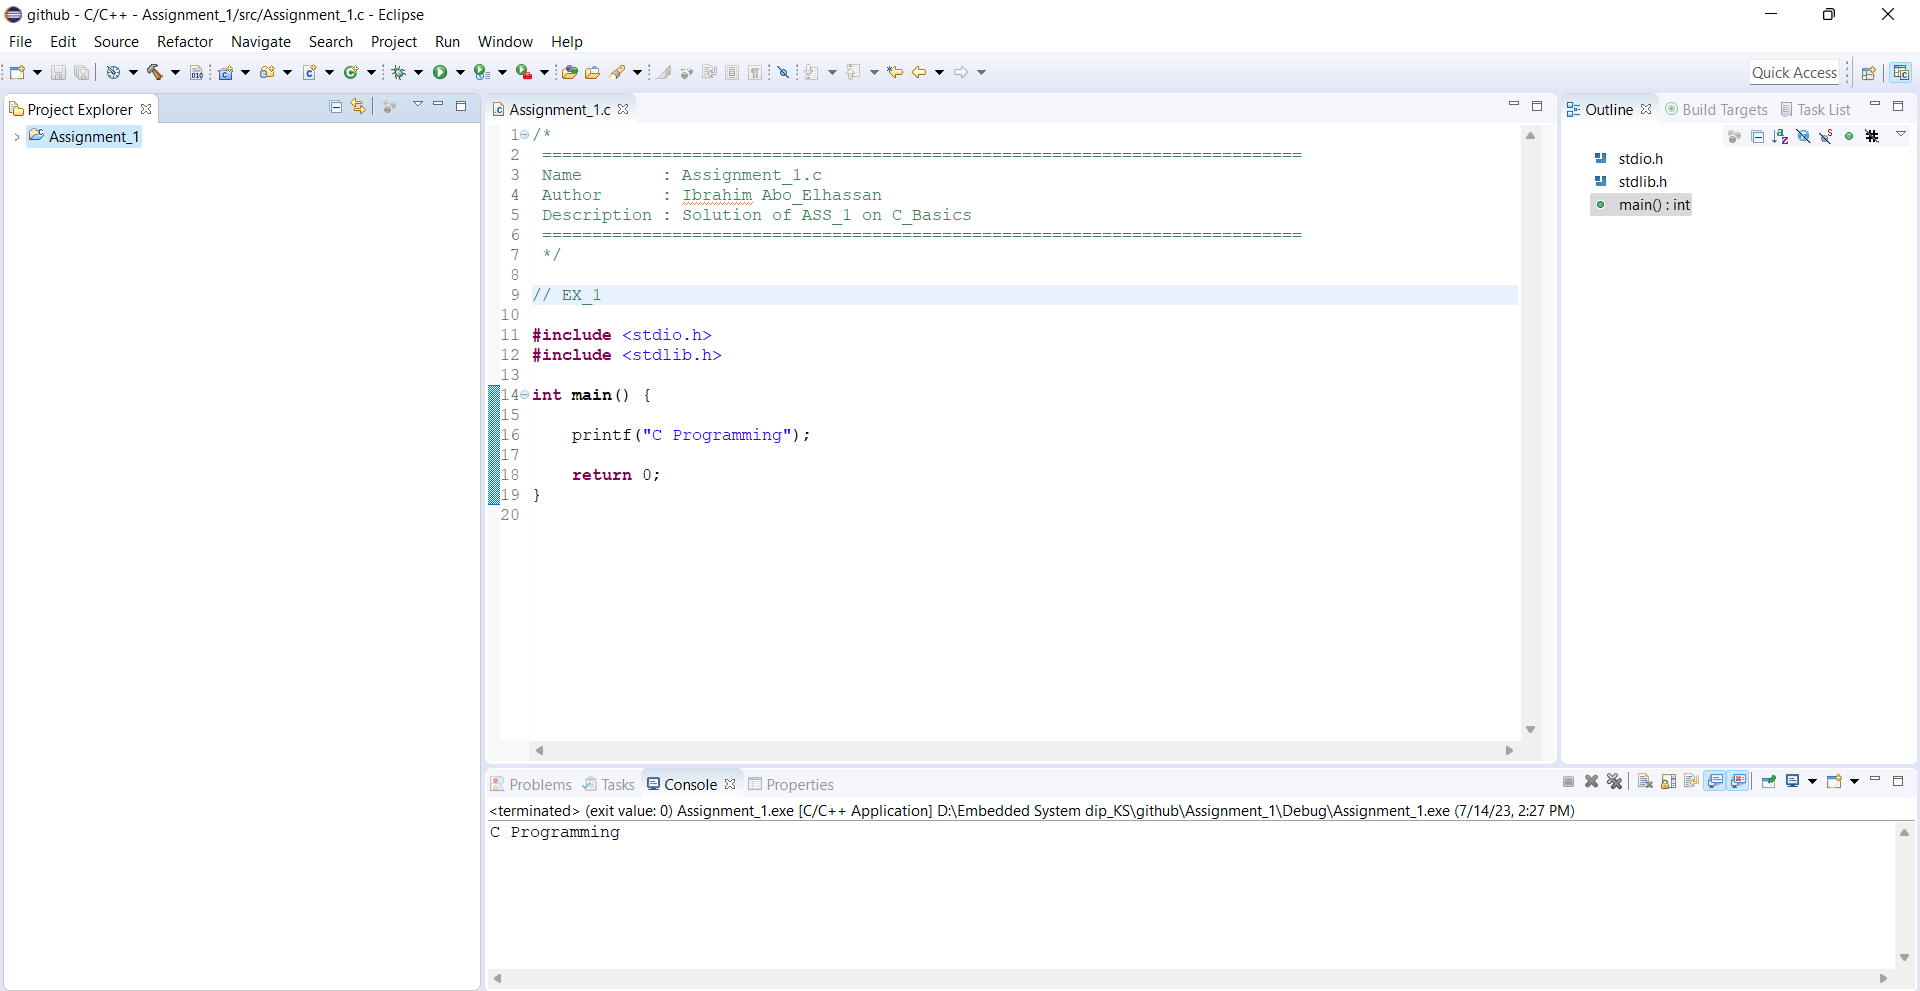 github - C/C++ - Assignment_1/src/Assignment_1.c - Eclipse
File Edit Source Refactor Navigate Search Project Run Window Help
Quick Access
Project Explorer
Assignment_1
Assignment_1.c
1 /*
2 ============================================================================
3 Name        : Assignment_1.c
4 Author      : Ibrahim Abo_Elhassan
5 Description : Solution of ASS_1 on C_Basics
6 ============================================================================
7 */
8
9 // EX_1
10
11 #include <stdio.h>
12 #include <stdlib.h>
13
14 int main() {
15
16     printf("C Programming");
17
18     return 0;
19 }
20
Outline Build Targets Task List
stdio.h
stdlib.h
main() : int
Problems Tasks Console Properties
<terminated> (exit value: 0) Assignment_1.exe [C/C++ Application] D:\Embedded System dip_KS\github\Assignment_1\Debug\Assignment_1.exe (7/14/23, 2:27 PM)
C Programming